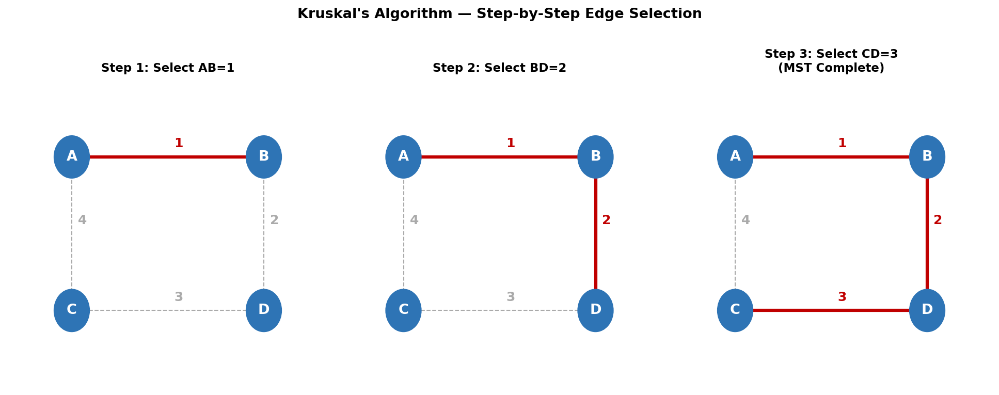 Kruskal's Algorithm — Step-by-Step Edge Selection
Step 1: Select AB=1
A
1
B
4
2
C
3
D
Step 2: Select BD=2
A
1
B
4
2
C
3
D
Step 3: Select CD=3
(MST Complete)
A
1
B
4
2
C
3
D